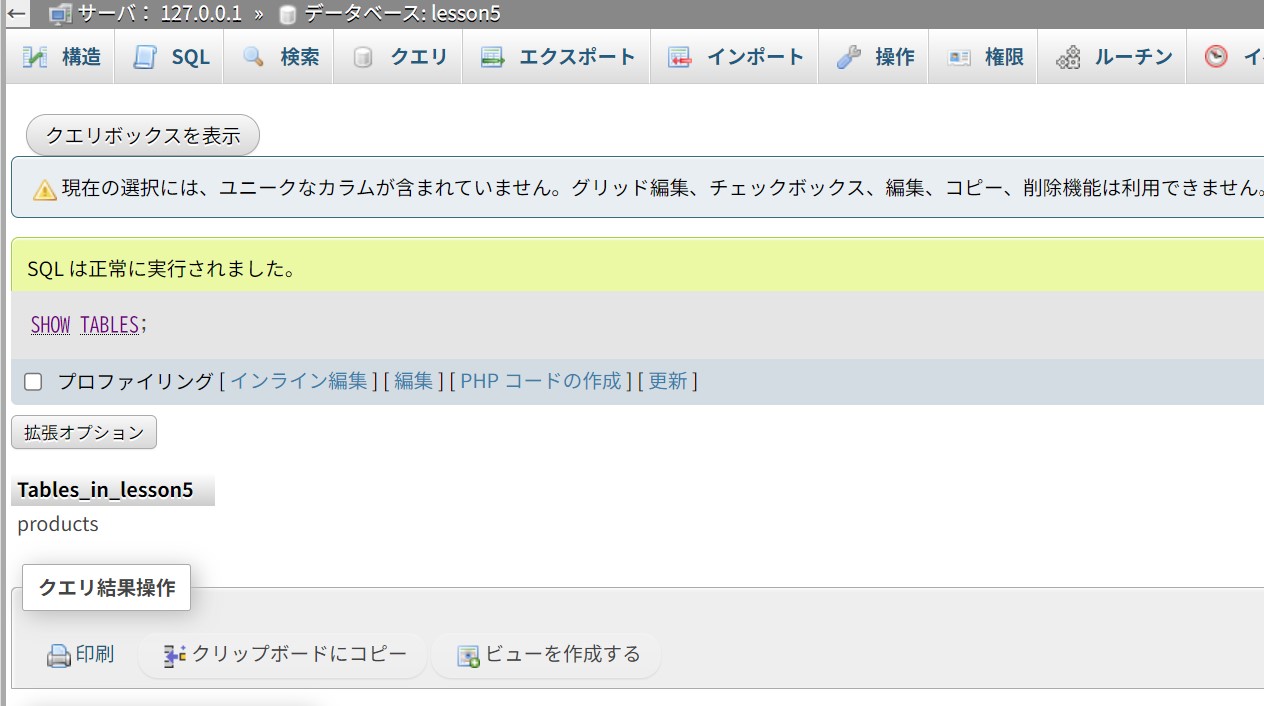 サーバ: 127.0.0.1 » データベース: lesson5
構造 SQL 検索 クエリ エクスポート インポート 操作 権限 ルーチン
クエリボックスを表示
現在の選択には、ユニークなカラムが含まれていません。グリッド編集、チェックボックス、編集、コピー、削除機能は利用できません。
SQL は正常に実行されました。
SHOW TABLES;
プロファイリング [ インライン編集 ] [ 編集 ] [ PHP コードの作成 ] [ 更新 ]
拡張オプション
Tables_in_lesson5
products
クエリ結果操作
印刷 クリップボードにコピー ビューを作成する